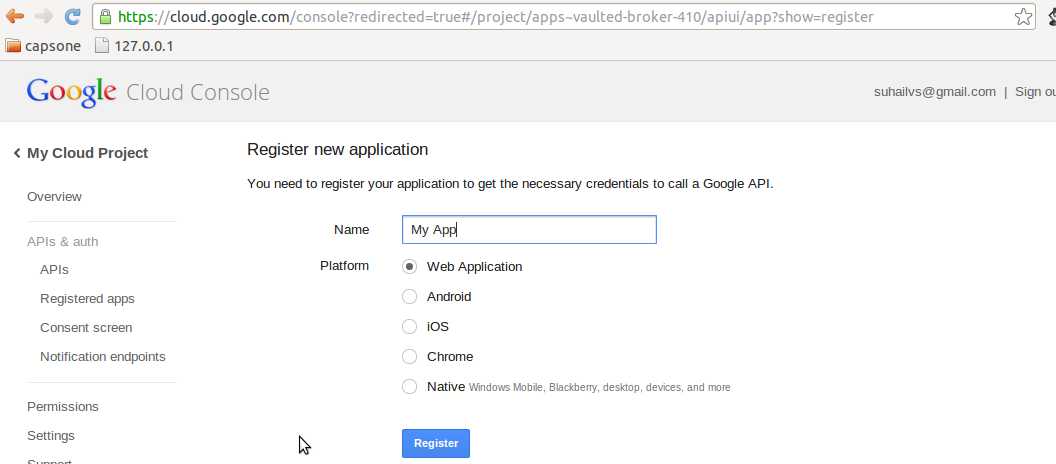 https://cloud.google.com/console?redirected=true#/project/apps~vaulted-broker-410/apiui/app?show=register
capsone 127.0.0.1
Google Cloud Console
suhailvs@gmail.com | Sign ou
My Cloud Project
Overview
APIs & auth
APIs
Registered apps
Consent screen
Notification endpoints
Permissions
Settings
Support
Register new application
You need to register your application to get the necessary credentials to call a Google API.
Name My App
Platform Web Application
Android
iOS
Chrome
Native Windows Mobile, Blackberry, desktop, devices, and more
Register